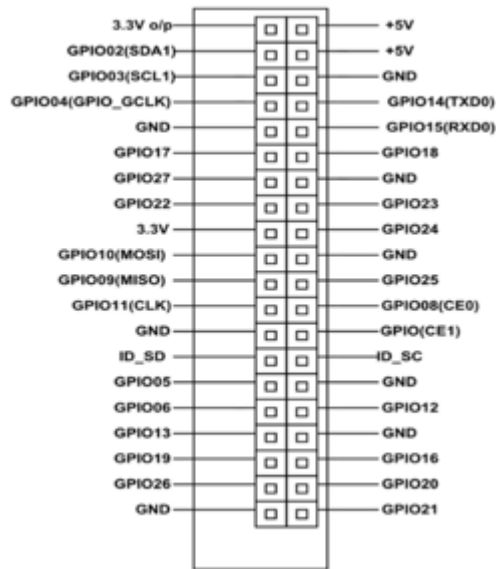 3.3V o/p +5V
GPIO02(SDA1) +5V
GPIO03(SCL1) GND
GPIO04(GPIO_GCLK) GPIO14(TXD0)
GND GPIO15(RXD0)
GPIO17 GPIO18
GPIO27 GND
GPIO22 GPIO23
3.3V GPIO24
GPIO10(MOSI) GND
GPIO09(MISO) GPIO25
GPIO11(CLK) GPIO08(CE0)
GND GPIO(CE1)
ID_SD ID_SC
GPIO05 GND
GPIO06 GPIO12
GPIO13 GND
GPIO19 GPIO16
GPIO26 GPIO20
GND GPIO21